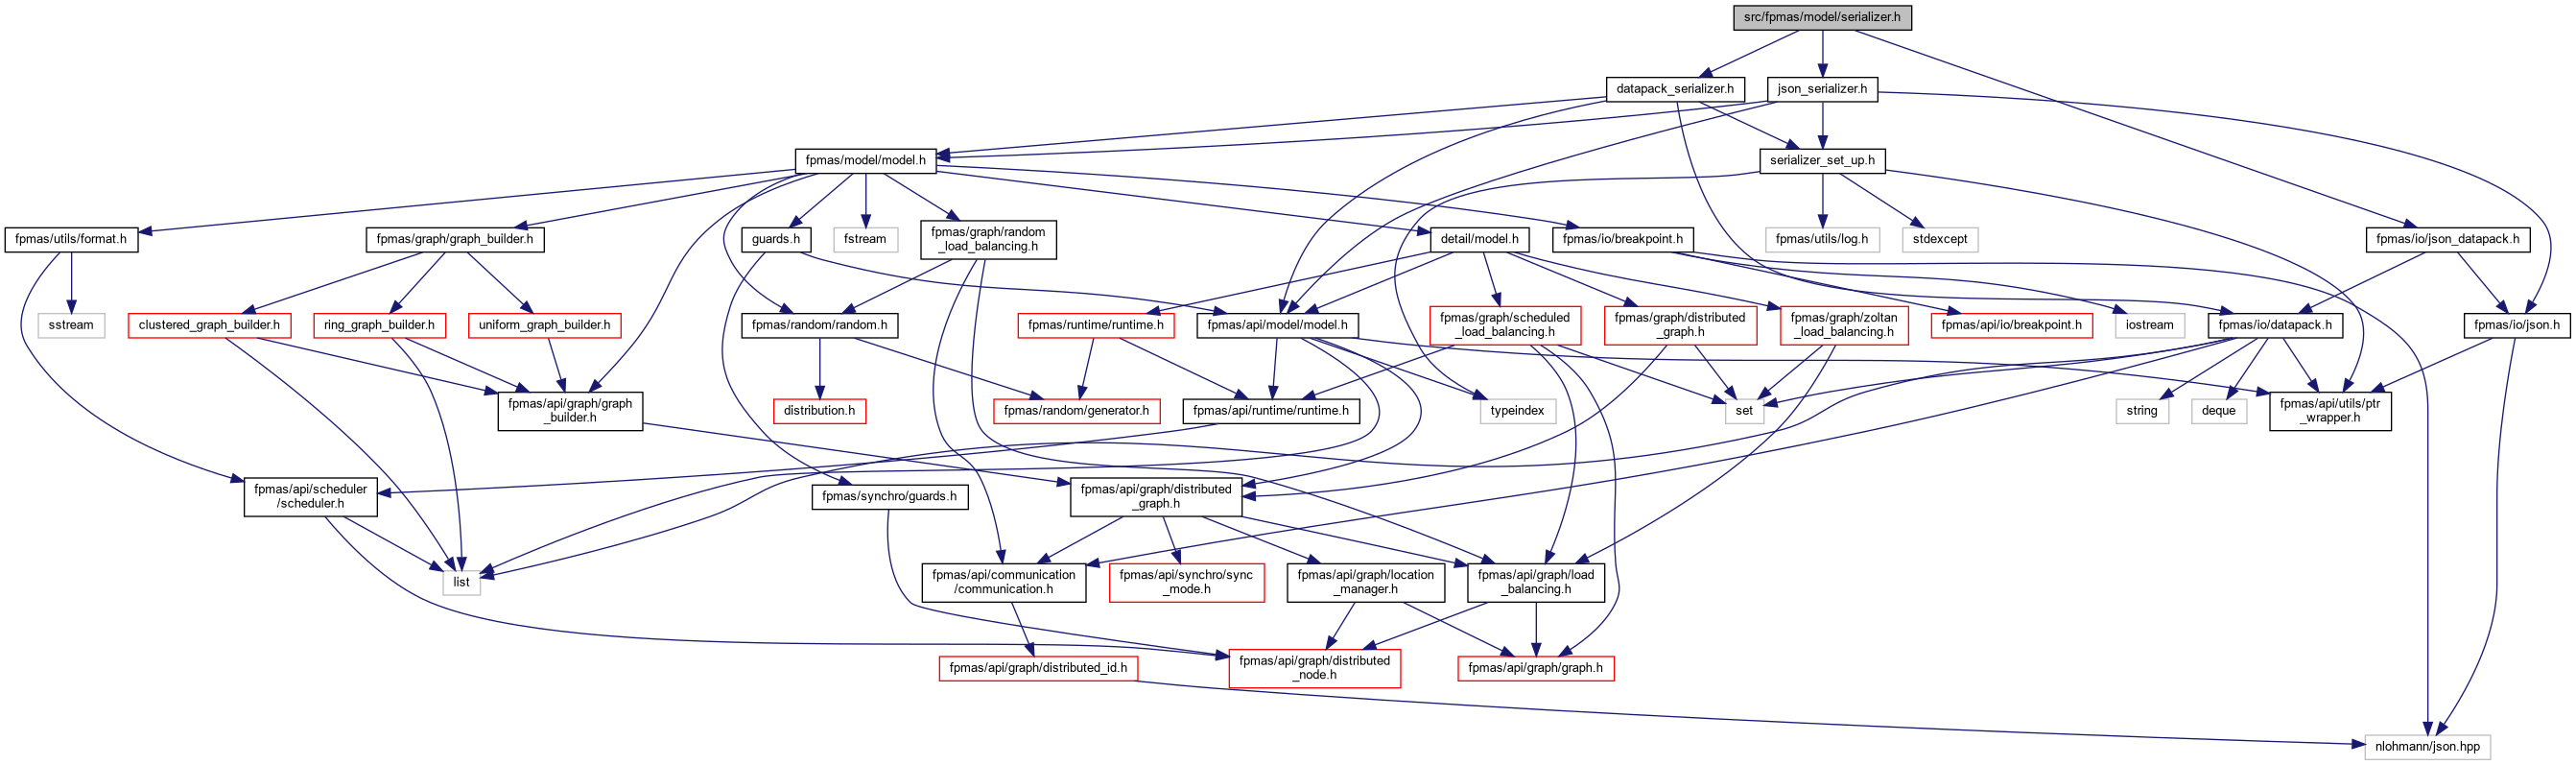 src/fpmas/model/serializer.h
datapack_serializer.h
json_serializer.h
fpmas/model/model.h
serializer_set_up.h
fpmas/utils/format.h
fpmas/graph/graph_builder.h
guards.h
fstream
fpmas/graph/random
_load_balancing.h
detail/model.h
fpmas/io/breakpoint.h
fpmas/utils/log.h
stdexcept
fpmas/io/json_datapack.h
sstream
clustered_graph_builder.h
ring_graph_builder.h
uniform_graph_builder.h
fpmas/random/random.h
fpmas/runtime/runtime.h
fpmas/api/model/model.h
fpmas/graph/scheduled
_load_balancing.h
fpmas/graph/distributed
_graph.h
fpmas/graph/zoltan
_load_balancing.h
fpmas/api/io/breakpoint.h
iostream
fpmas/io/datapack.h
fpmas/io/json.h
fpmas/api/graph/graph
_builder.h
distribution.h
fpmas/random/generator.h
fpmas/api/runtime/runtime.h
typeindex
set
string
deque
fpmas/api/utils/ptr
_wrapper.h
fpmas/api/scheduler
/scheduler.h
fpmas/synchro/guards.h
fpmas/api/graph/distributed
_graph.h
list
fpmas/api/communication
/communication.h
fpmas/api/synchro/sync
_mode.h
fpmas/api/graph/location
_manager.h
fpmas/api/graph/load
_balancing.h
fpmas/api/graph/distributed_id.h
fpmas/api/graph/distributed
_node.h
fpmas/api/graph/graph.h
nlohmann/json.hpp